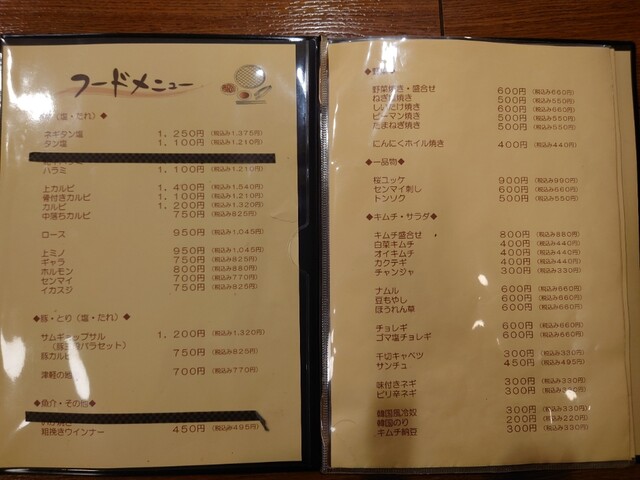 フードメニュー
(塩・たれ)◆
ネギタン塩 1,250円 (税込み1,375円)
タン塩 1,100円 (税込み1,210円)
ハラミ 1,100円 (税込み1,210円)
上カルビ 1,400円 (税込み1,540円)
骨付きカルビ 1,100円 (税込み1,210円)
カルビ 1,200円 (税込み1,320円)
中落ちカルビ 750円 (税込み825円)
ロース 950円 (税込み1,045円)
上ミノ 950円 (税込み1,045円)
ギャラ 750円 (税込み825円)
ホルモン 800円 (税込み880円)
センマイ 700円 (税込み770円)
イカスジ 750円 (税込み825円)
◆豚・とり(塩・たれ)◆
サムギョップサル 1,200円 (税込み1,320円)
バラセット)
豚カルビ 750円 (税込み825円)
津軽の 700円 (税込み770円)
◆魚介・その他◆
粗挽きウインナー 450円 (税込み495円)
◆野
野菜焼き・盛合せ 600円 (税込み660円)
ねぎ焼き 500円 (税込み550円)
しいたけ焼き 600円 (税込み660円)
ピーマン焼き 500円 (税込み550円)
たまねぎ焼き 500円 (税込み550円)
にんにくホイル焼き 400円 (税込み440円)
◆一品物◆
桜ユッケ 900円 (税込み990円)
センマイ刺し 600円 (税込み660円)
トンソク 500円 (税込み550円)
◆キムチ・サラダ◆
キムチ盛合せ 800円 (税込み880円)
白菜キムチ 400円 (税込み440円)
オイキムチ 400円 (税込み440円)
カクテギ 400円 (税込み440円)
チャンジャ 300円 (税込み330円)
ナムル 600円 (税込み660円)
豆もやし 600円 (税込み660円)
ほうれん草 600円 (税込み660円)
チョレギ 600円 (税込み660円)
ゴマ塩チョレギ 600円 (税込み660円)
千切キャベツ 300円 (税込み330円)
サンチュ 450円 (税込み495円)
味付きネギ 300円 (税込み330円)
ピリ辛ネギ 300円 (税込み330円)
韓国風冷奴 300円 (税込み330円)
韓国のり 200円 (税込み220円)
キムチ納豆 300円 (税込み330円)